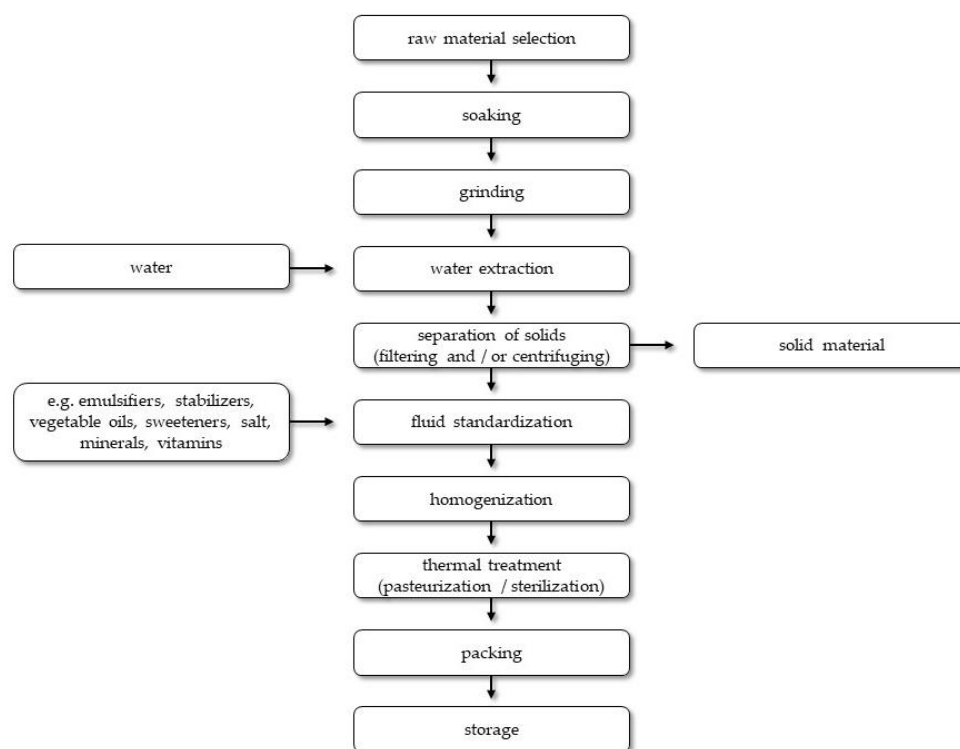 raw material selection
soaking
grinding
water
water extraction
separation of solids
(filtering and / or centrifuging)
solid material
e.g. emulsifiers, stabilizers,
vegetable oils, sweeteners, salt,
minerals, vitamins
fluid standardization
homogenization
thermal treatment
(pasteurization / sterilization)
packing
storage